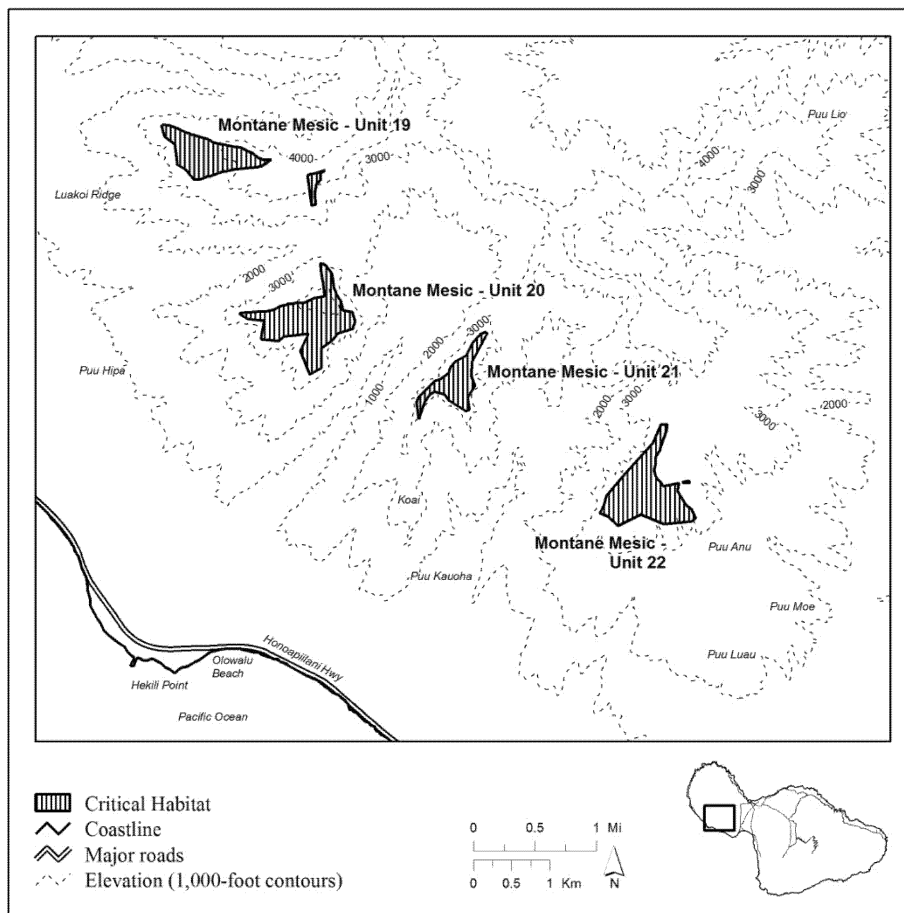 Montane Mesic - Unit 19
Puu Lio
4000
3000
4000
3000
Luakoi Ridge
2000
3000
Montane Mesic - Unit 20
3000
2000
Puu Hipa
Montane Mesic - Unit 21
1000
2000
3000
3000
2000
Koai
Montane Mesic -
Unit 22
Puu Anu
Puu Kauoha
Puu Moe
Puu Luau
Honoapiilani Hwy
Olowalu
Beach
Hekili Point
Pacific Ocean
Critical Habitat
Coastline
Major roads
Elevation (1,000-foot contours)
0 0.5 1 Mi
0 0.5 1 Km
N